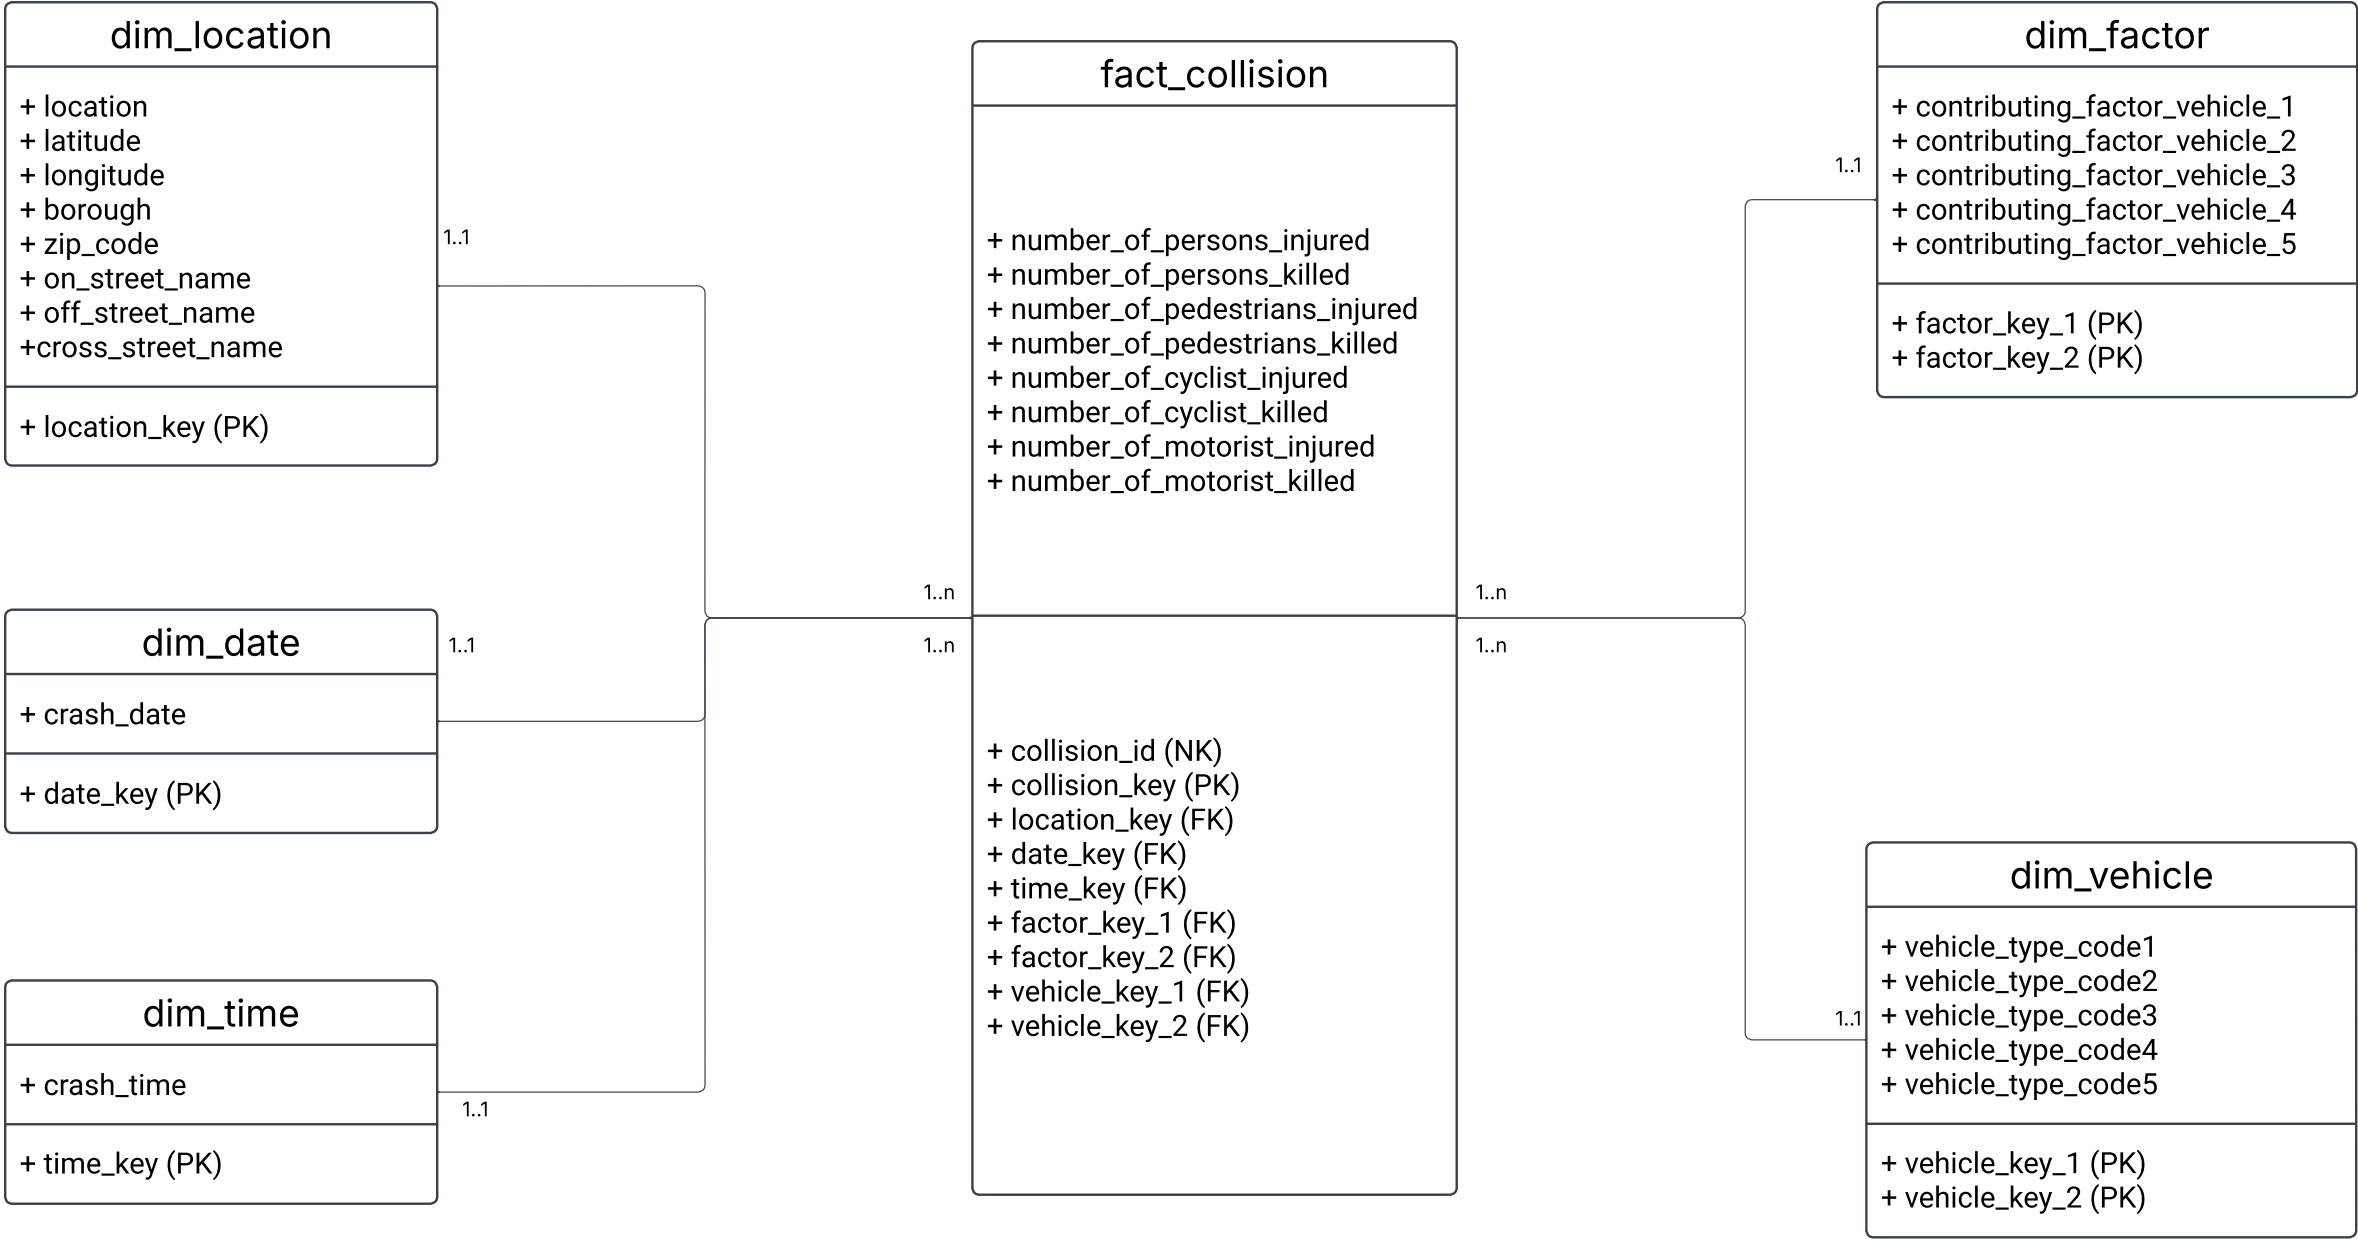 dim_location
+ location
+ latitude
+ longitude
+ borough
+ zip_code
+ on_street_name
+ off_street_name
+cross_street_name
+ location_key (PK)
1..1
dim_date
+ crash_date
+ date_key (PK)
1..1
dim_time
+ crash_time
+ time_key (PK)
1..1
fact_collision
+ number_of_persons_injured
+ number_of_persons_killed
+ number_of_pedestrians_injured
+ number_of_pedestrians_killed
+ number_of_cyclist_injured
+ number_of_cyclist_killed
+ number_of_motorist_injured
+ number_of_motorist_killed
1..n
1..n
1..n
1..n
+ collision_id (NK)
+ collision_key (PK)
+ location_key (FK)
+ date_key (FK)
+ time_key (FK)
+ factor_key_1 (FK)
+ factor_key_2 (FK)
+ vehicle_key_1 (FK)
+ vehicle_key_2 (FK)
dim_factor
+ contributing_factor_vehicle_1
+ contributing_factor_vehicle_2
+ contributing_factor_vehicle_3
+ contributing_factor_vehicle_4
+ contributing_factor_vehicle_5
+ factor_key_1 (PK)
+ factor_key_2 (PK)
1..1
dim_vehicle
+ vehicle_type_code1
+ vehicle_type_code2
+ vehicle_type_code3
+ vehicle_type_code4
+ vehicle_type_code5
+ vehicle_key_1 (PK)
+ vehicle_key_2 (PK)
1..1